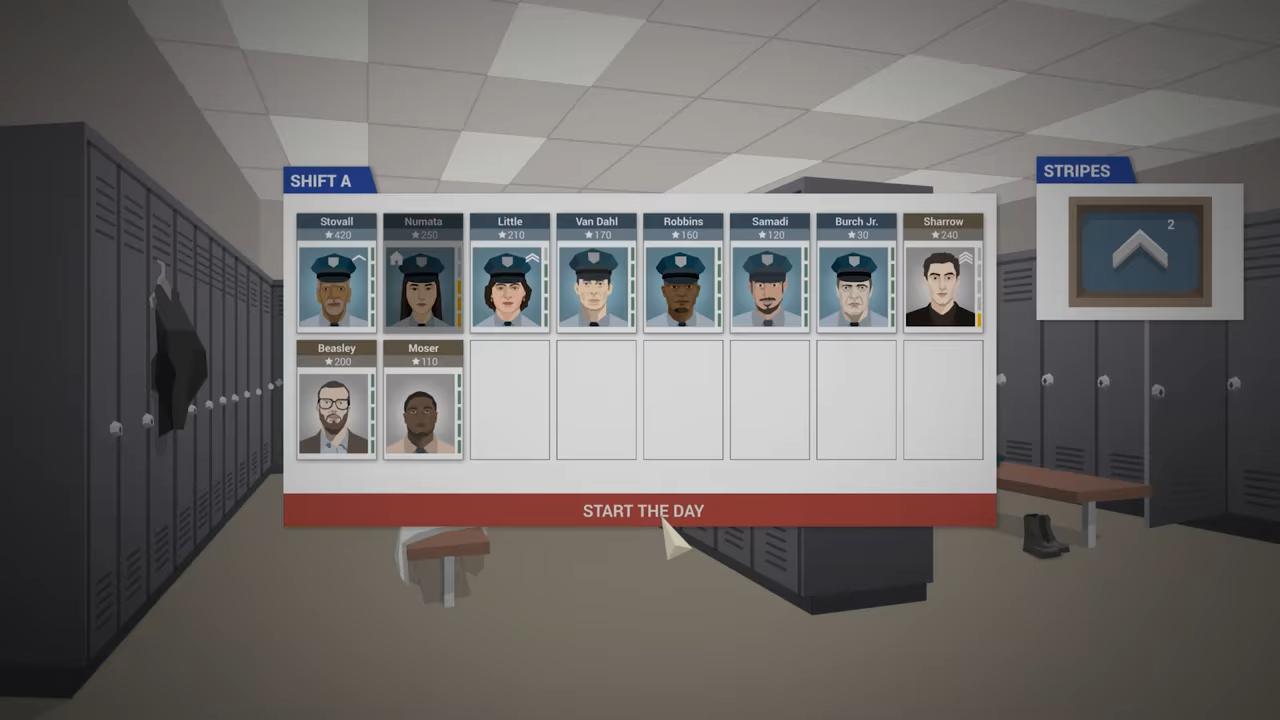 SHIFT A
STRIPES
2
Stovall
★420
Numata
★250
Little
★210
Van Dahl
★170
Robbins
★160
Samadi
★120
Burch Jr.
★30
Sharrow
★240
Beasley
★200
Moser
★110
START THE DAY